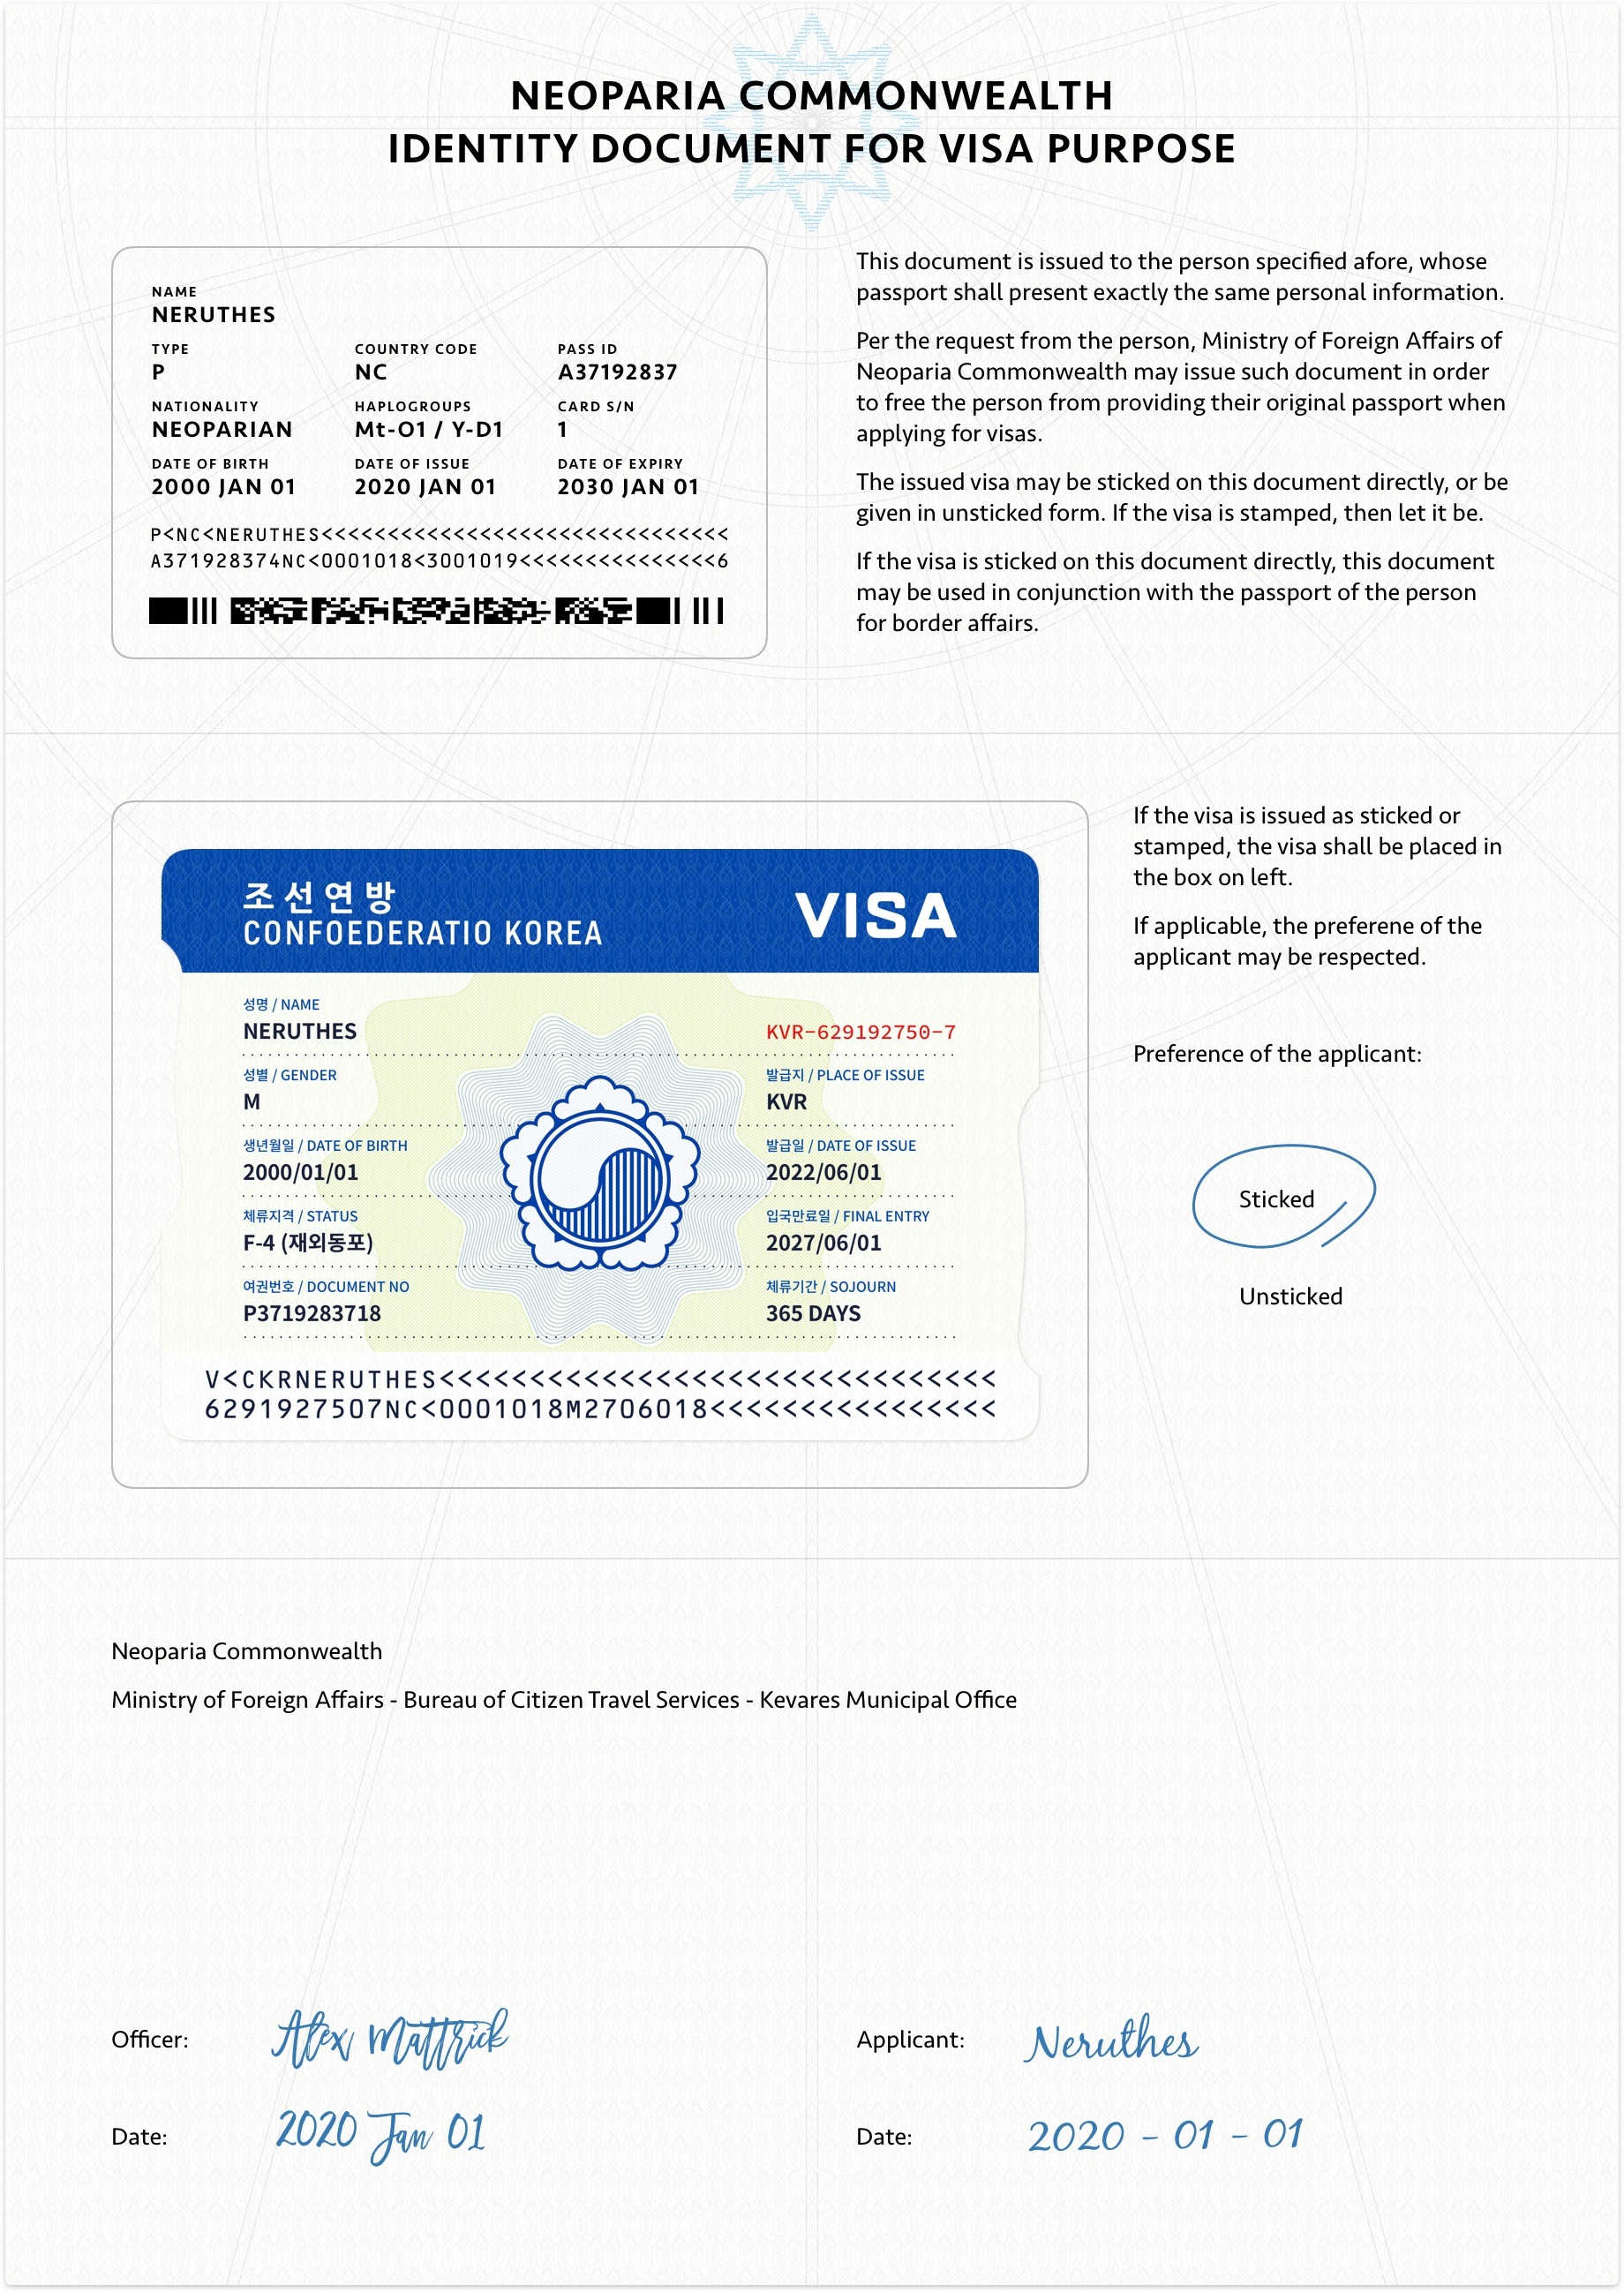 NEOPARIA COMMONWEALTH
IDENTITY DOCUMENT FOR VISA PURPOSE
NAME
NERUTHES
TYPE COUNTRY CODE PASS ID
P NC A37192837
NATIONALITY HAPLOGROUPS CARD S/N
NEOPARIAN Mt-O1 / Y-D1 1
DATE OF BIRTH DATE OF ISSUE DATE OF EXPIRY
2000 JAN 01 2020 JAN 01 2030 JAN 01
P<NC<NERUTHES<<<<<<<<<<<<<<<<<<<<<<<<<<<<<<<
A371928374NC<0001018<3001019<<<<<<<<<<<<<<<6
This document is issued to the person specified afore, whose
passport shall present exactly the same personal information.
Per the request from the person, Ministry of Foreign Affairs of
Neoparia Commonwealth may issue such document in order
to free the person from providing their original passport when
applying for visas.
The issued visa may be sticked on this document directly, or be
given in unsticked form. If the visa is stamped, then let it be.
If the visa is sticked on this document directly, this document
may be used in conjunction with the passport of the person
for border affairs.
조선연방
CONFOEDERATIO KOREA
VISA
성명 / NAME
NERUTHES KVR-629192750-7
성별 / GENDER 발급지 / PLACE OF ISSUE
M KVR
생년월일 / DATE OF BIRTH 발급일 / DATE OF ISSUE
2000/01/01 2022/06/01
체류지격 / STATUS 입국만료일 / FINAL ENTRY
F-4 (재외동포) 2027/06/01
여권번호 / DOCUMENT NO 체류기간 / SOJOURN
P3719283718 365 DAYS
V<CKRNERUTHES<<<<<<<<<<<<<<<<<<<<<<<<<<<<<<<
6291927507NC<0001018M2706018<<<<<<<<<<<<<<<<
If the visa is issued as sticked or
stamped, the visa shall be placed in
the box on left.
If applicable, the preferene of the
applicant may be respected.
Preference of the applicant:
Sticked
Unsticked
Neoparia Commonwealth
Ministry of Foreign Affairs - Bureau of Citizen Travel Services - Kevares Municipal Office
Officer: Alex Mattrick Applicant: Neruthes
Date: 2020 Jan 01 Date: 2020 - 01 - 01